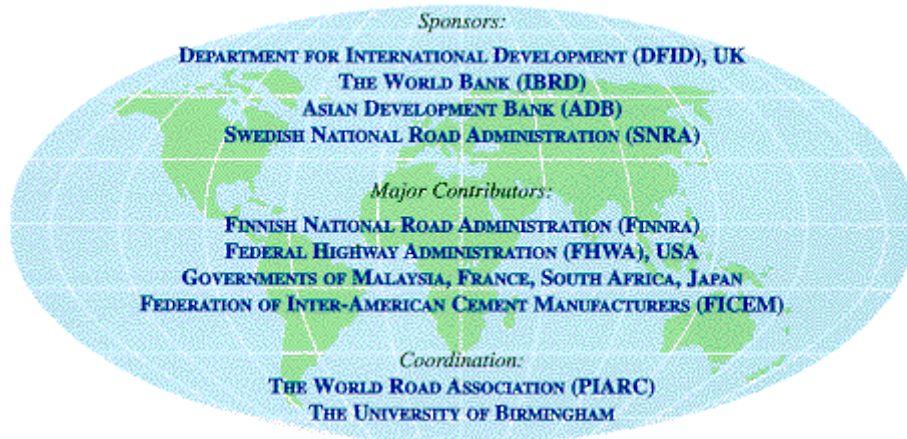 Sponsors:
DEPARTMENT FOR INTERNATIONAL DEVELOPMENT (DFID), UK
THE WORLD BANK (IBRD)
ASIAN DEVELOPMENT BANK (ADB)
SWEDISH NATIONAL ROAD ADMINISTRATION (SNRA)
Major Contributors:
FINNISH NATIONAL ROAD ADMINISTRATION (FINNRA)
FEDERAL HIGHWAY ADMINISTRATION (FHWA), USA
GOVERNMENTS OF MALAYSIA, FRANCE, SOUTH AFRICA, JAPAN
FEDERATION OF INTER-AMERICAN CEMENT MANUFACTURERS (FICEM)
Coordination:
THE WORLD ROAD ASSOCIATION (PIARC)
THE UNIVERSITY OF BIRMINGHAM